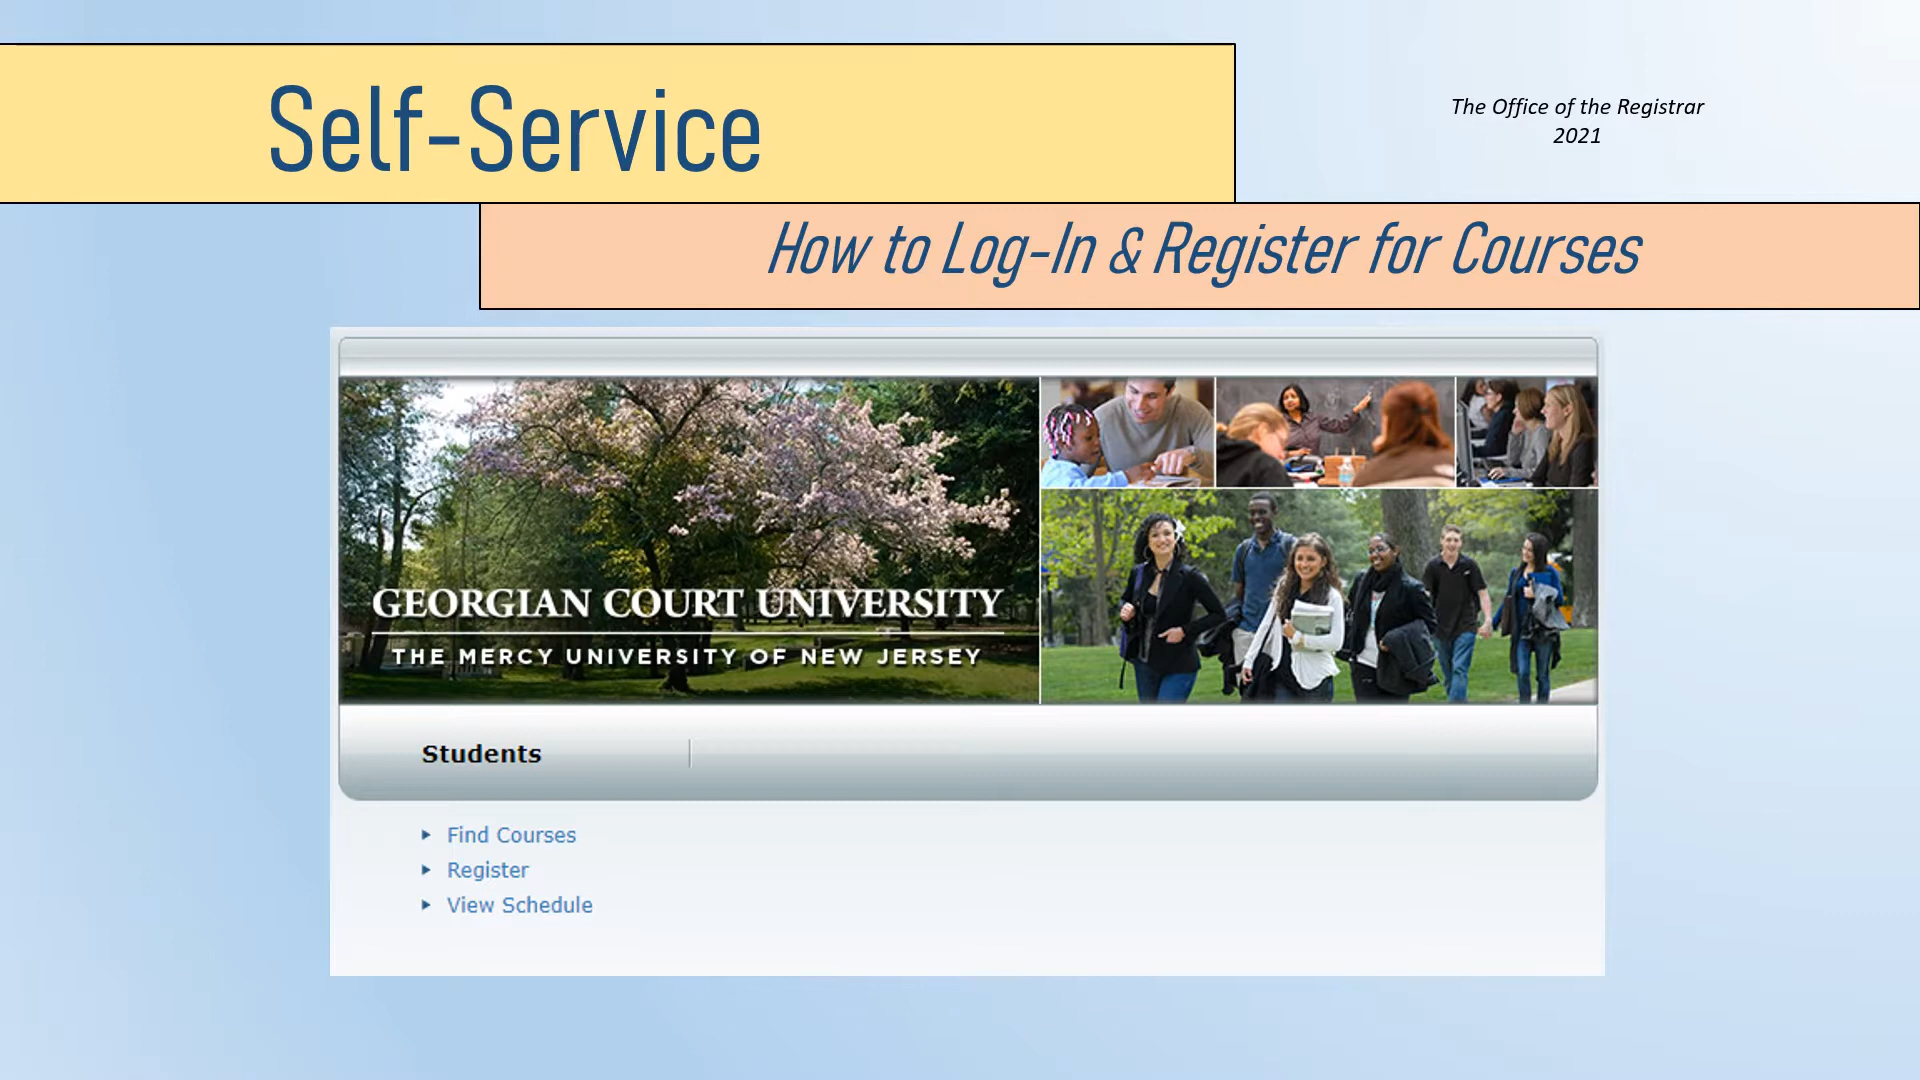 Self-Service
The Office of the Registrar
2021
How to Log-In & Register for Courses
GEORGIAN COURT UNIVERSITY
THE MERCY UNIVERSITY OF NEW JERSEY
Students
Find Courses
Register
View Schedule